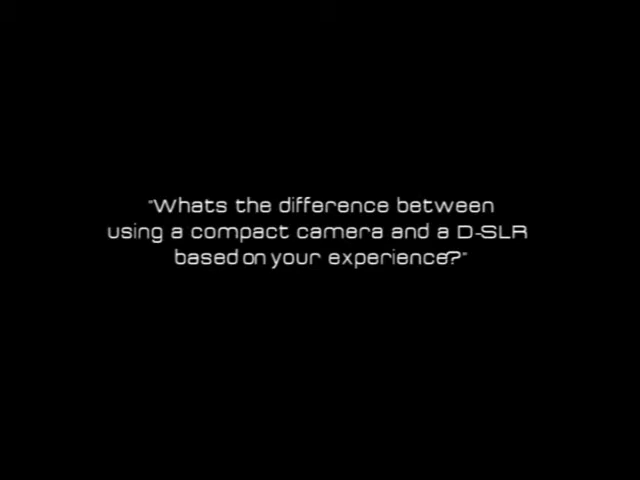 "Whats the difference between
using a compact camera and a D-SLR
based on your experience?"